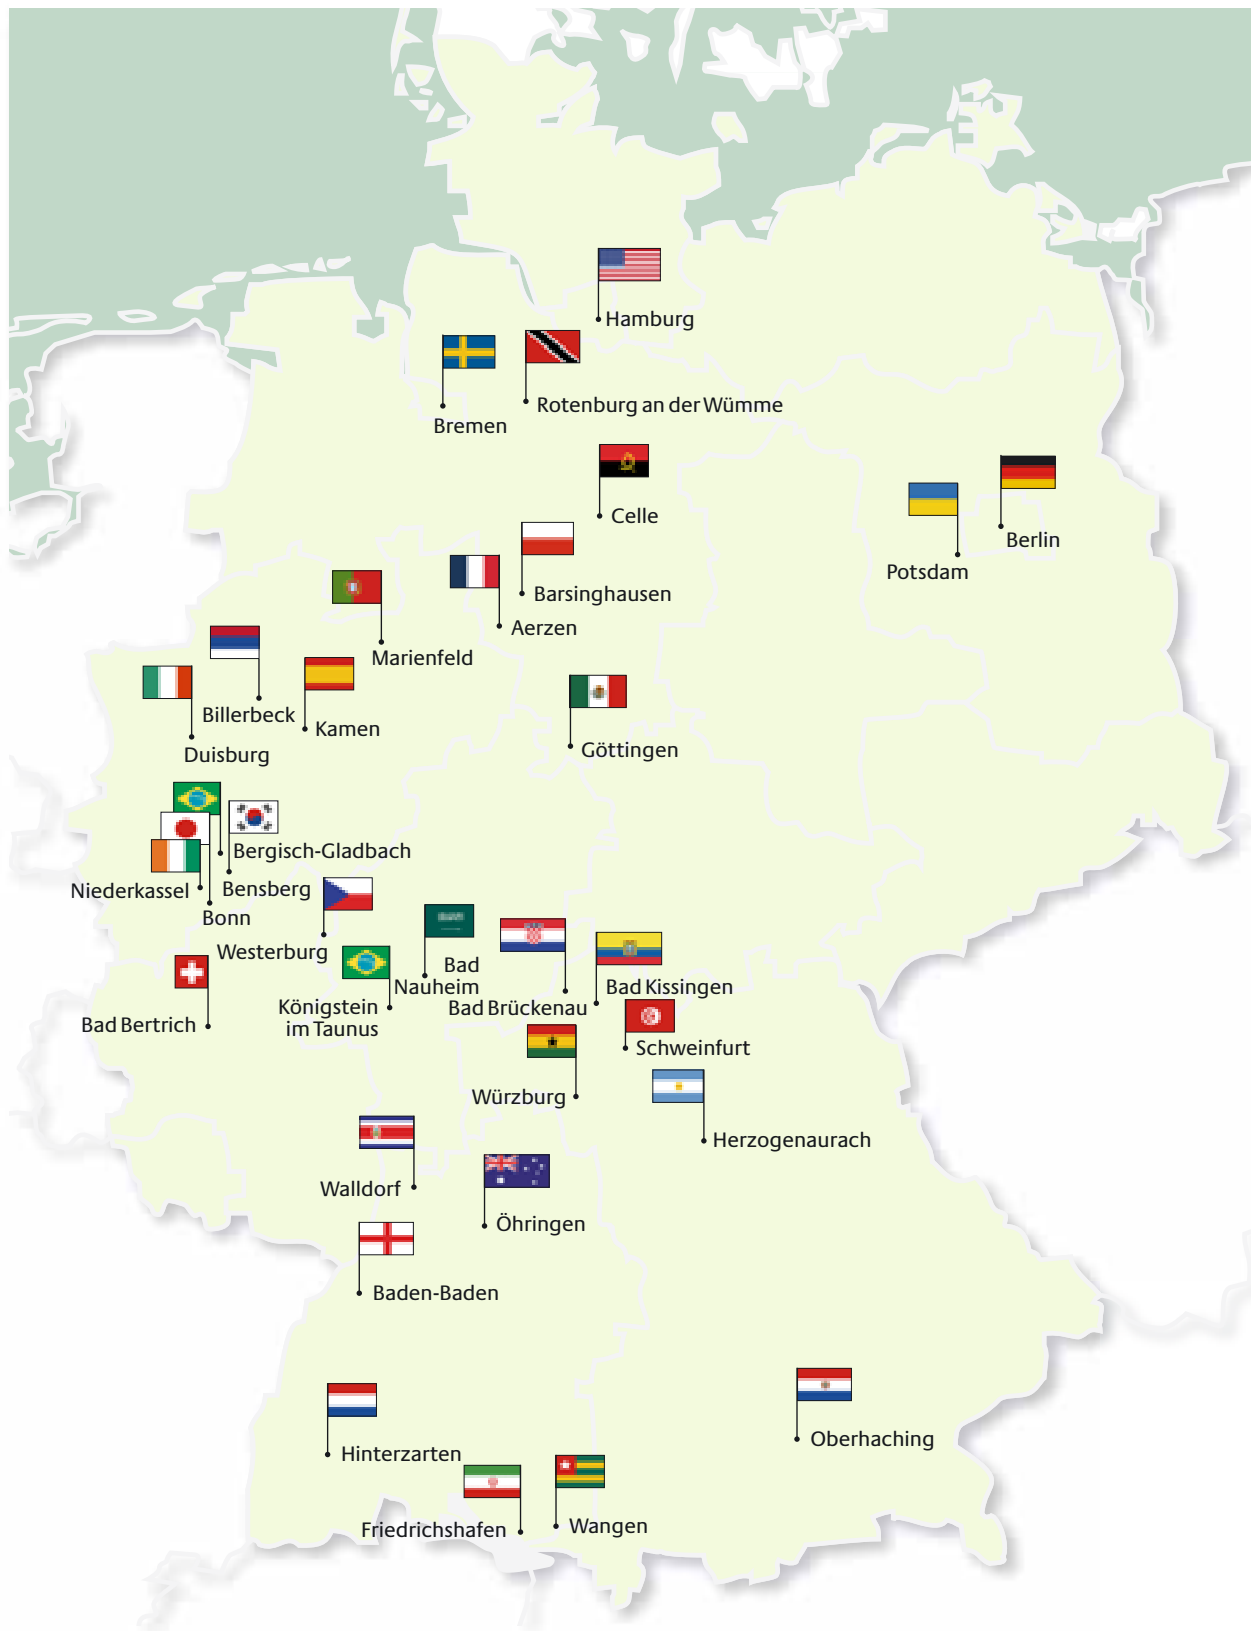 Hamburg
Rotenburg an der Wümme
Bremen
Celle
Berlin
Potsdam
Barsinghausen
Aerzen
Marienfeld
Billerbeck
Kamen
Göttingen
Duisburg
Bergisch-Gladbach
Bensberg
Niederkassel
Bonn
Westerburg
Bad
Nauheim
Königstein
im Taunus
Bad Brückenau
Bad Kissingen
Bad Bertrich
Schweinfurt
Würzburg
Herzogenaurach
Walldorf
Öhringen
Baden-Baden
Oberhaching
Hinterzarten
Friedrichshafen
Wangen